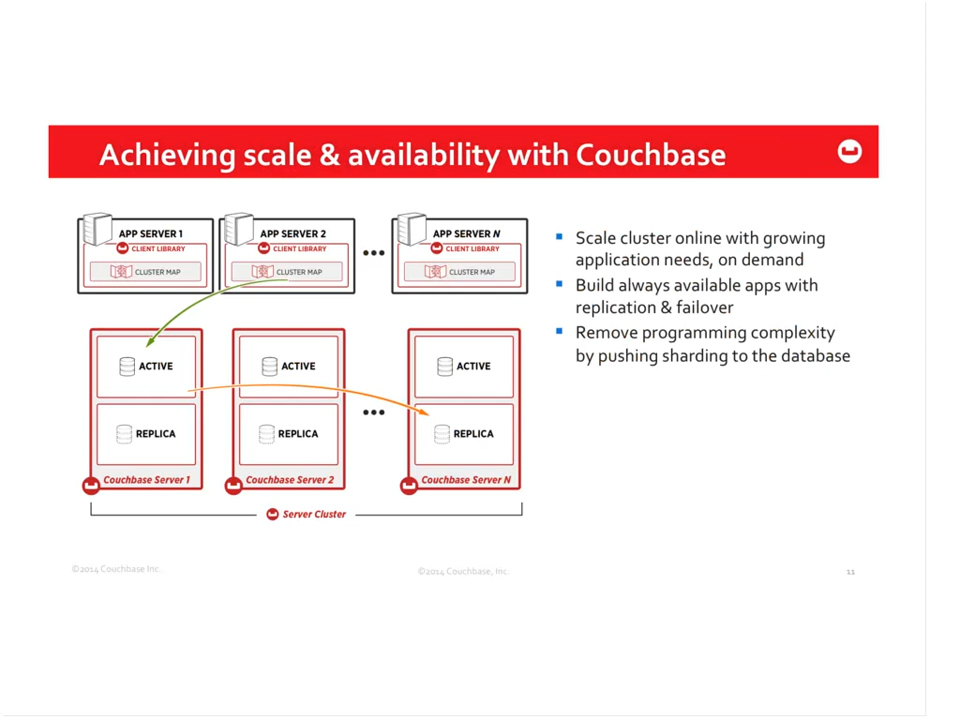 Achieving scale & availability with Couchbase
APP SERVER 1
CLIENT LIBRARY
CLUSTER MAP
APP SERVER 2
CLIENT LIBRARY
CLUSTER MAP
•••
APP SERVER N
CLIENT LIBRARY
CLUSTER MAP
ACTIVE
REPLICA
Couchbase Server 1
ACTIVE
REPLICA
Couchbase Server 2
•••
ACTIVE
REPLICA
Couchbase Server N
Server Cluster
▪ Scale cluster online with growing
application needs, on demand
▪ Build always available apps with
replication & failover
▪ Remove programming complexity
by pushing sharding to the database
©2014 Couchbase Inc.
©2014 Couchbase, Inc.
11